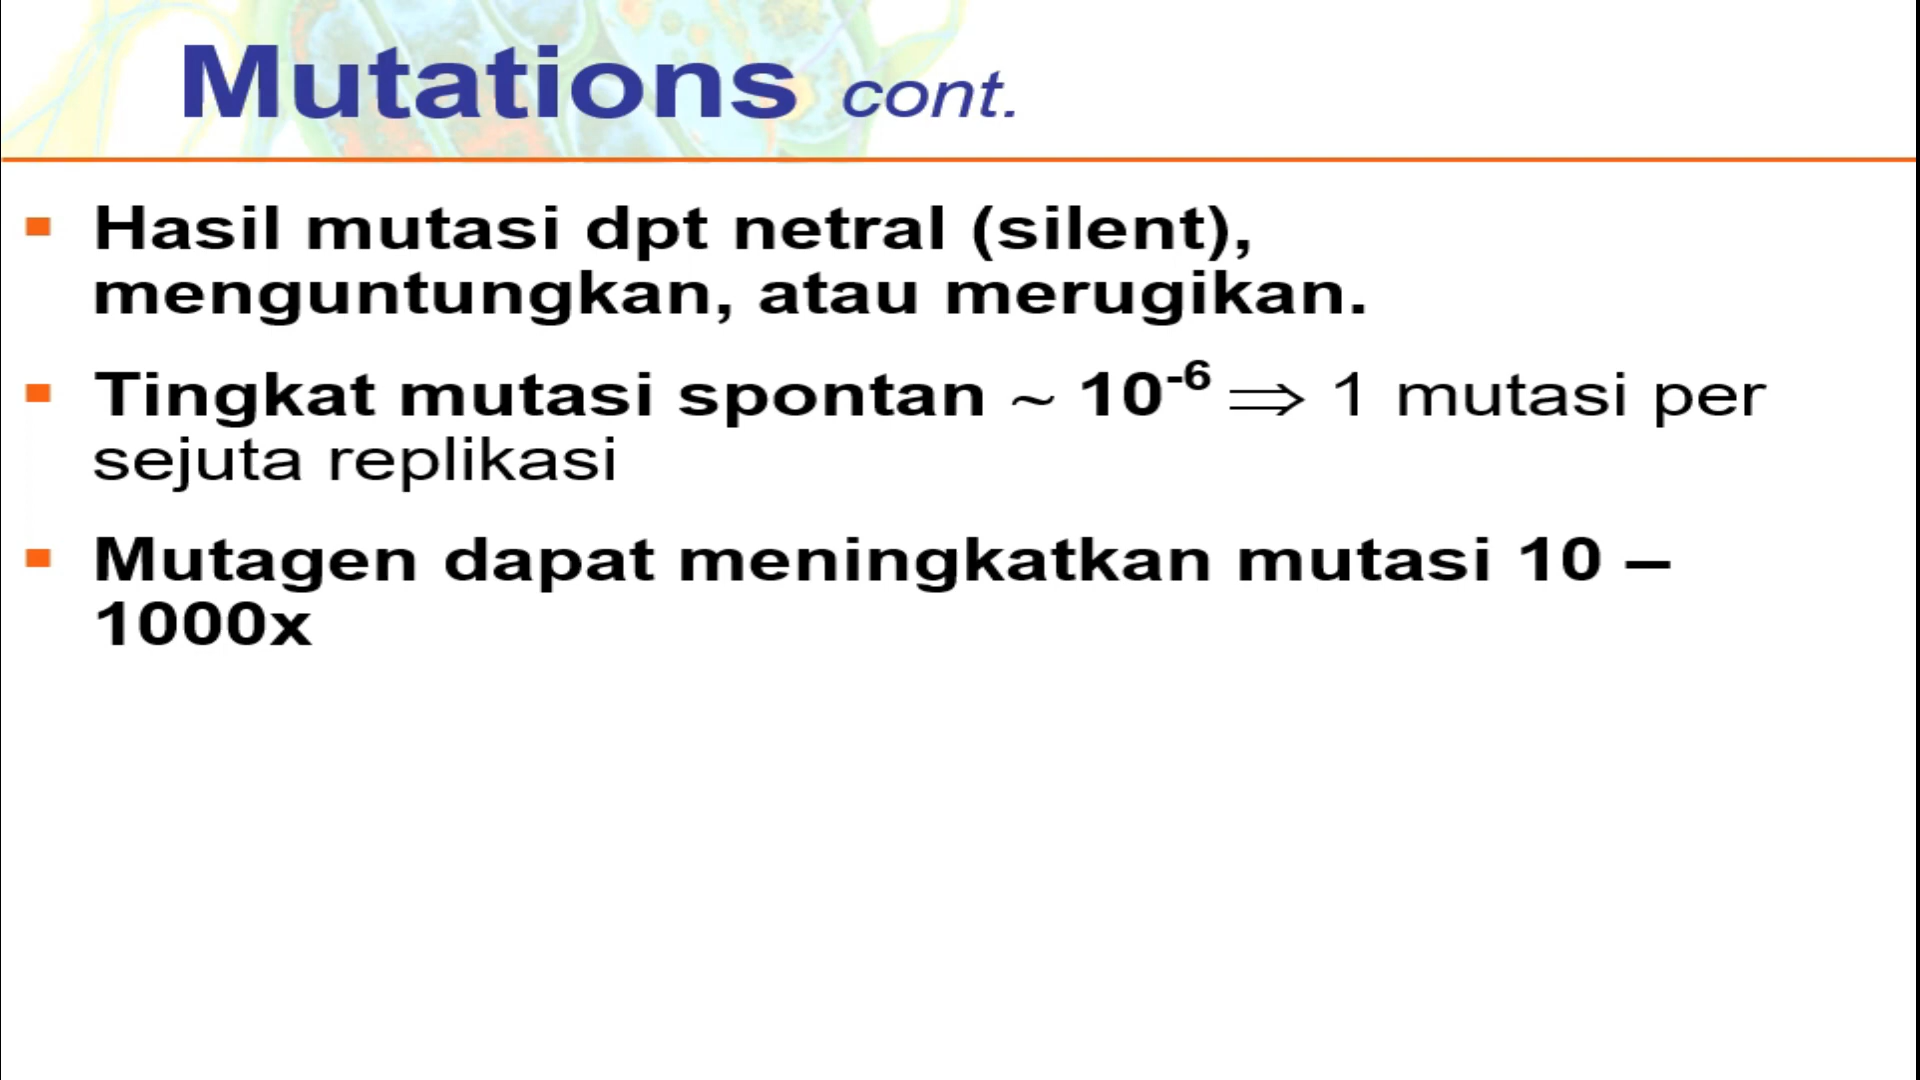 Mutations cont.
Hasil mutasi dpt netral (silent),
menguntungkan, atau merugikan.
Tingkat mutasi spontan ~ 10⁻⁶ ⇒ 1 mutasi per
sejuta replikasi
Mutagen dapat meningkatkan mutasi 10 –
1000x